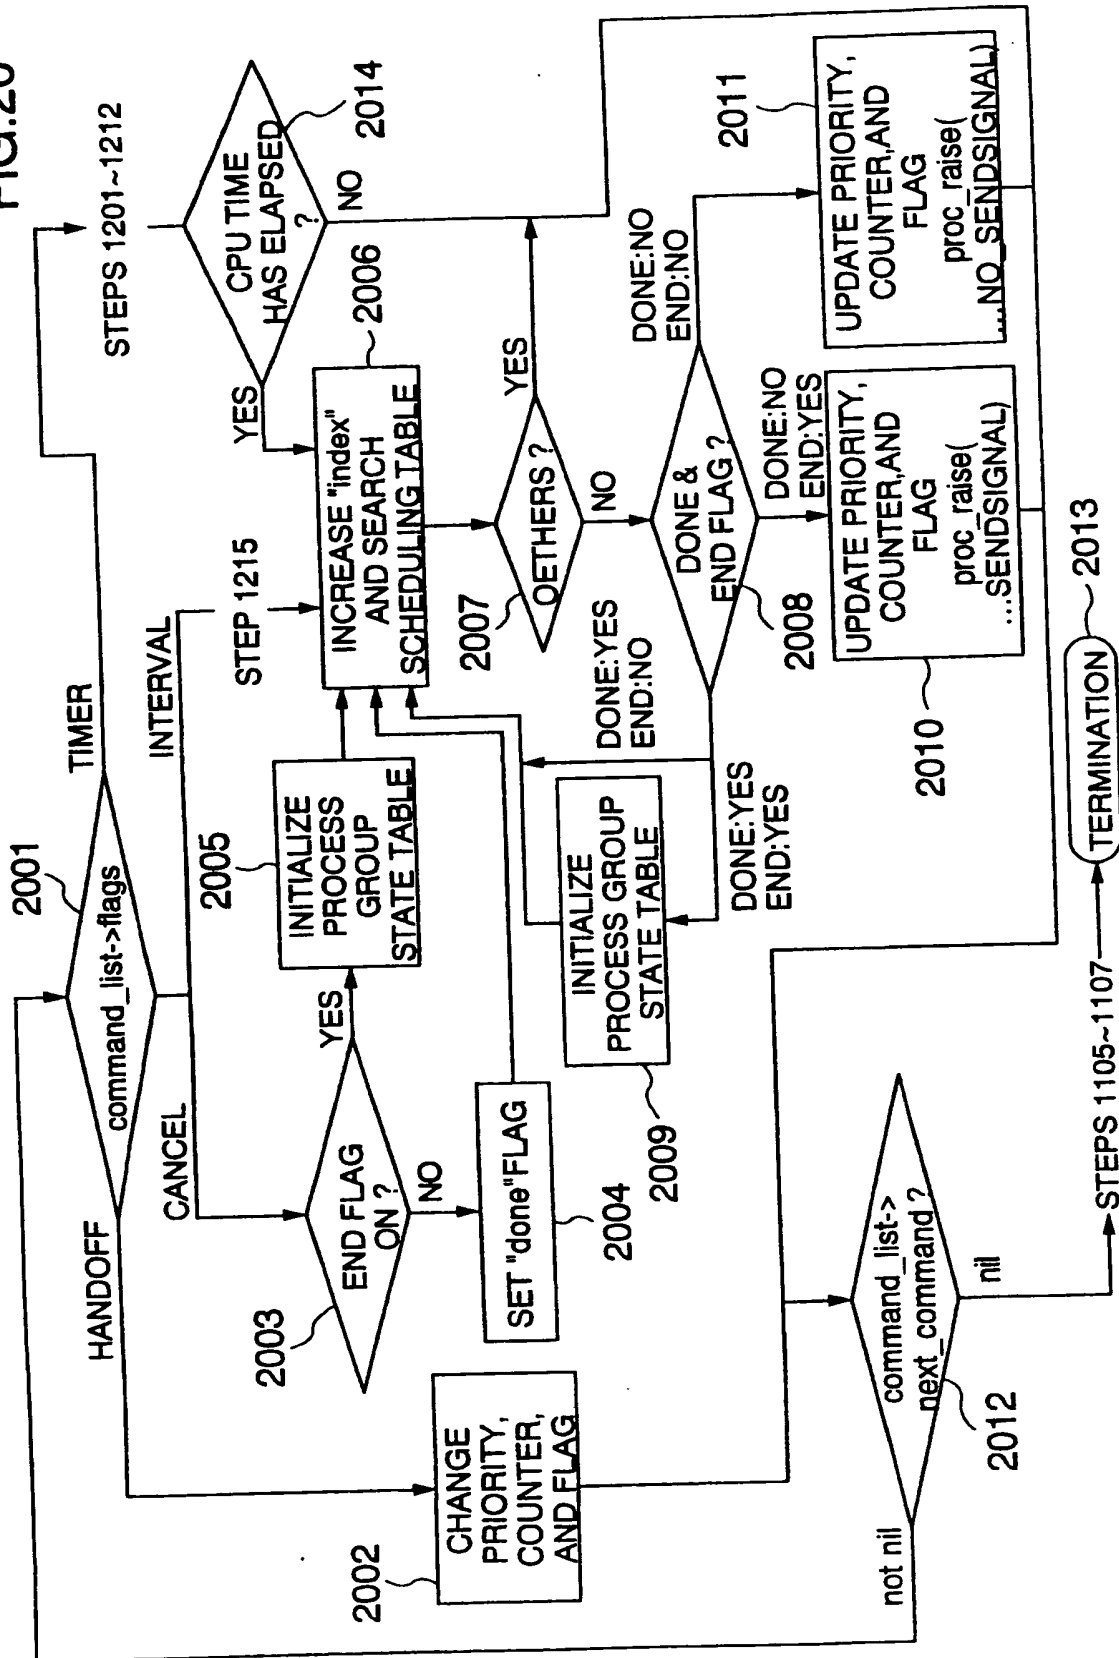 FIG.20
2001
command_list->flags
HANDOFF
CANCEL
INTERVAL
TIMER
STEPS 1201~1212
CPU TIME
HAS ELAPSED
?
2014
YES
NO
STEP 1215
2002
CHANGE
PRIORITY,
COUNTER,
AND FLAG
2003
END FLAG
ON ?
YES
NO
2005
INITIALIZE
PROCESS
GROUP
STATE TABLE
2004
SET "done"FLAG
2006
INCREASE "index"
AND SEARCH
SCHEDULING TABLE
2007
OETHERS ?
YES
NO
2008
DONE &
END FLAG ?
DONE:YES
END:NO
DONE:YES
END:YES
DONE:NO
END:YES
DONE:NO
END:NO
2009
INITIALIZE
PROCESS GROUP
STATE TABLE
2010
UPDATE PRIORITY,
COUNTER,AND
FLAG
proc_raise(
...SENDSIGNAL)
2011
UPDATE PRIORITY,
COUNTER,AND
FLAG
proc_raise(
...NO_SENDSIGNAL)
2012
command_list->
next_command ?
not nil
nil
STEPS 1105~1107
TERMINATION
2013